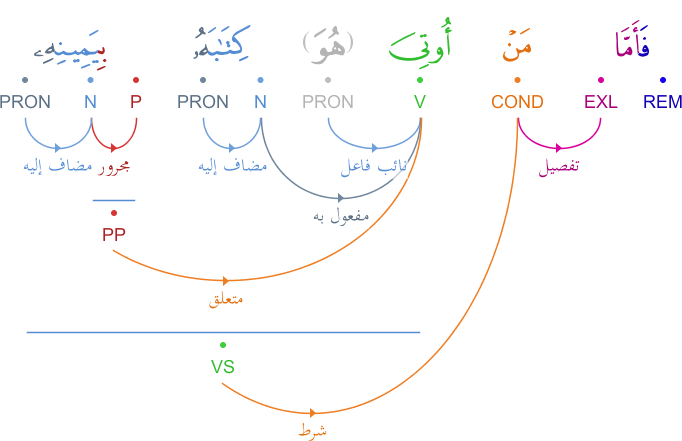 فَأَمَّا مَنْ أُوتِىَ (هُوَ) كِتَٰبَهُۥ بِيَمِينِهِۦ
REM EXL COND V PRON N PRON P N PRON
تفصيل نائب فاعل مضاف إليه مجرور مضاف إليه
مفعول به
PP
متعلق
VS
شرط